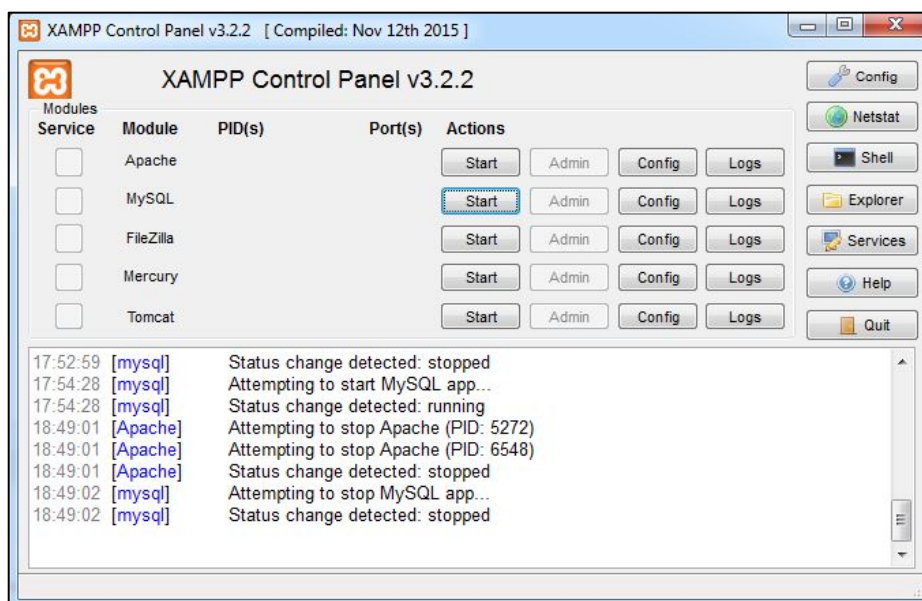 XAMPP Control Panel v3.2.2 [ Compiled: Nov 12th 2015 ]
XAMPP Control Panel v3.2.2
Config
Modules
Service Module PID(s) Port(s) Actions
Netstat
Apache Start Admin Config Logs
Shell
MySQL Start Admin Config Logs
Explorer
FileZilla Start Admin Config Logs
Services
Mercury Start Admin Config Logs
Help
Tomcat Start Admin Config Logs
Quit
17:52:59 [mysql] Status change detected: stopped
17:54:28 [mysql] Attempting to start MySQL app...
17:54:28 [mysql] Status change detected: running
18:49:01 [Apache] Attempting to stop Apache (PID: 5272)
18:49:01 [Apache] Attempting to stop Apache (PID: 6548)
18:49:01 [Apache] Status change detected: stopped
18:49:02 [mysql] Attempting to stop MySQL app...
18:49:02 [mysql] Status change detected: stopped